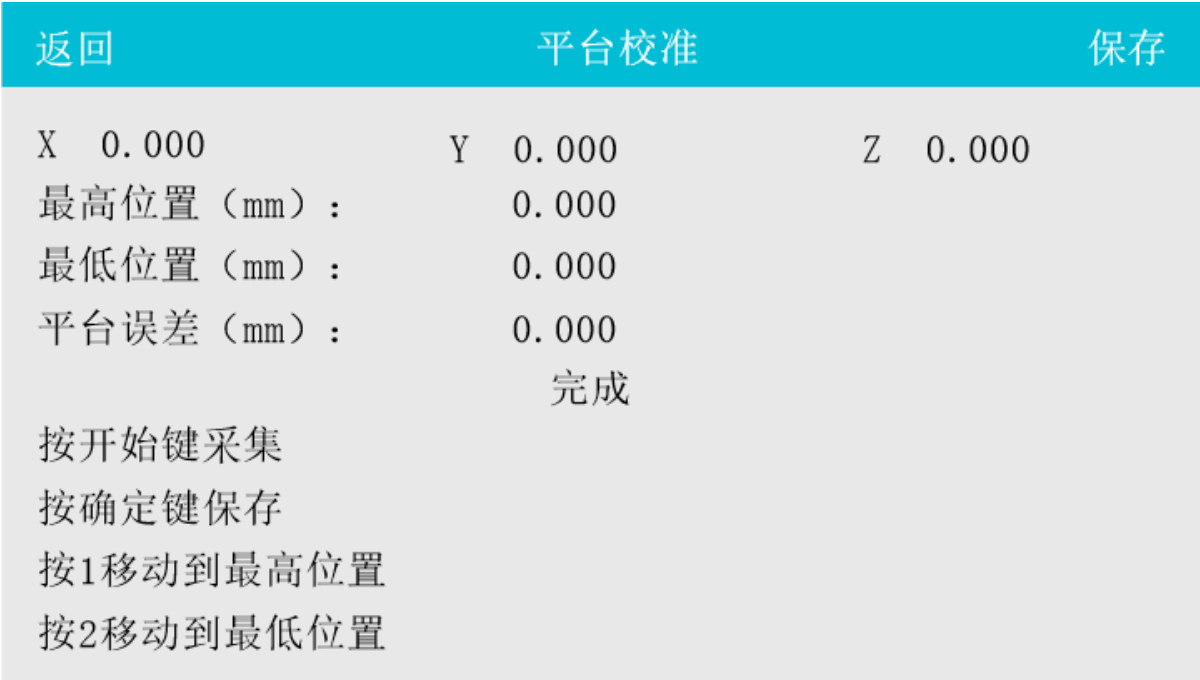 返回 平台校准 保存
X 0.000 Y 0.000 Z 0.000
最高位置（mm）： 0.000
最低位置（mm）： 0.000
平台误差（mm）： 0.000
完成
按开始键采集
按确定键保存
按1移动到最高位置
按2移动到最低位置